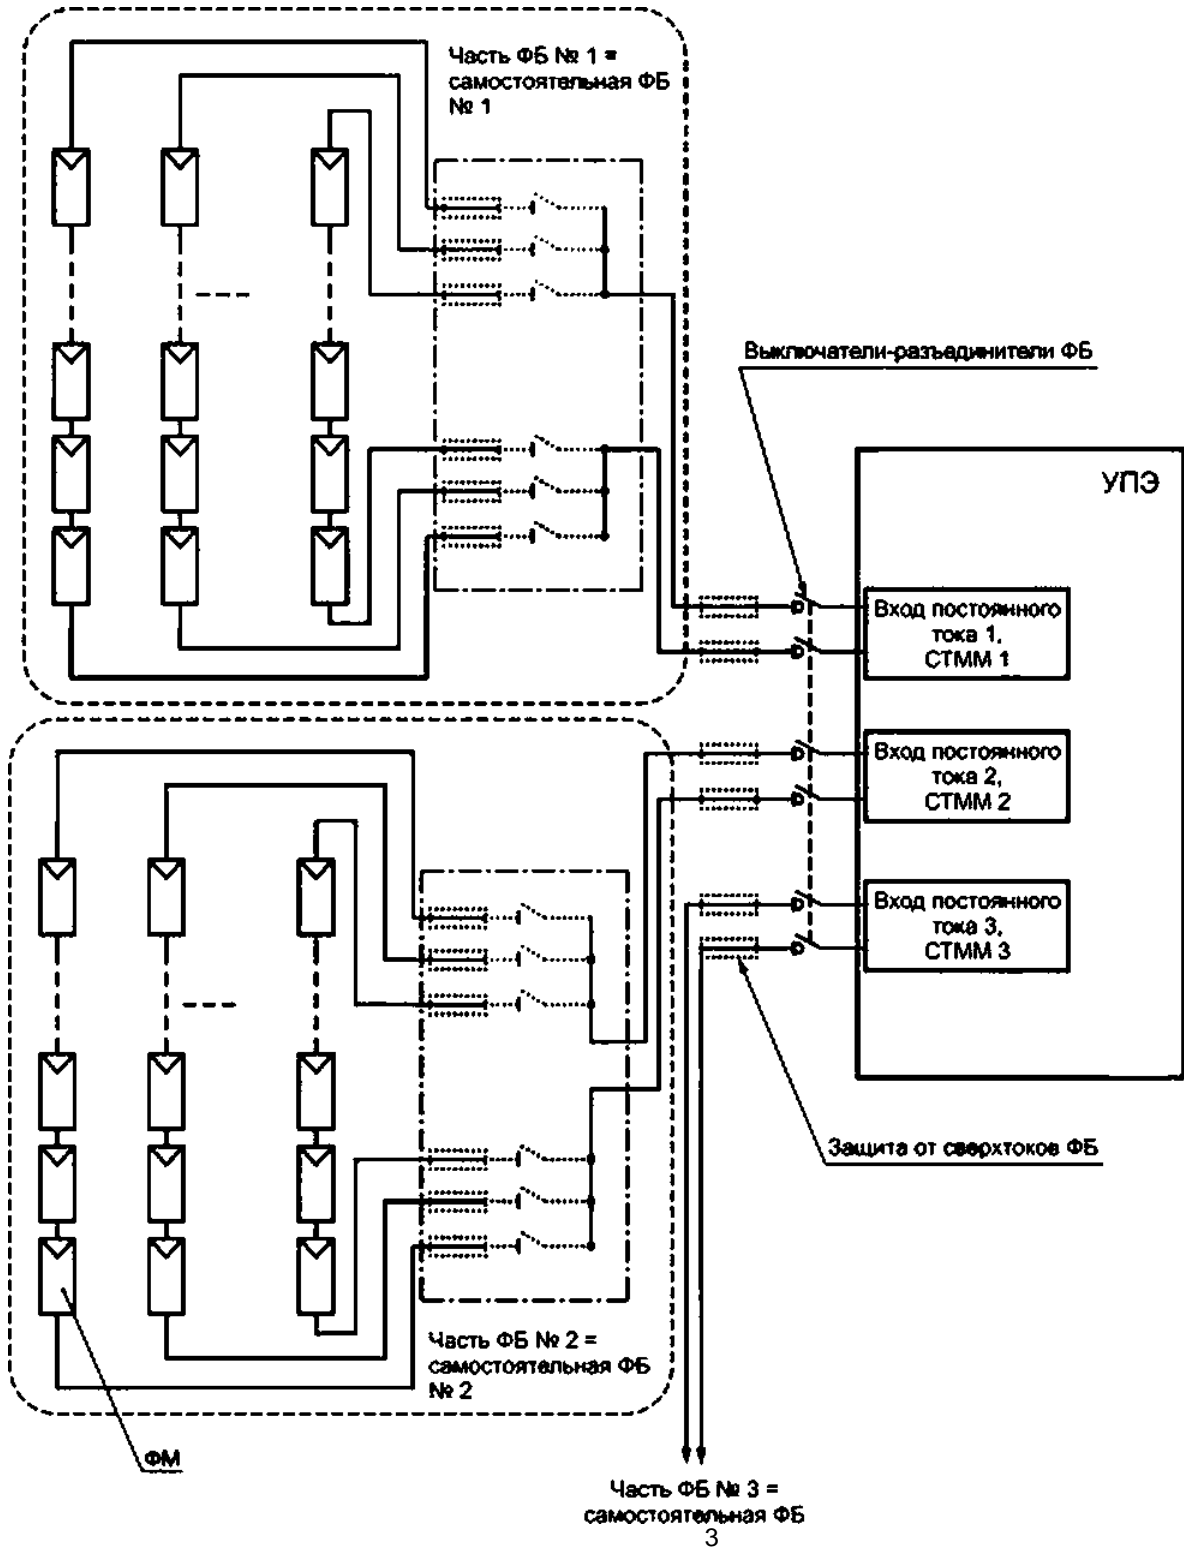 Часть ФБ № 1 =
самостоятельная ФБ
№ 1
Выключатели-разъединители ФБ
УПЭ
Вход постоянного
тока 1,
СТММ 1
Вход постоянного
тока 2,
СТММ 2
Вход постоянного
тока 3,
СТММ 3
Защита от сверхтоков ФБ
Часть ФБ № 2 =
самостоятельная ФБ
№ 2
ФМ
Часть ФБ № 3 =
самостоятельная ФБ
3